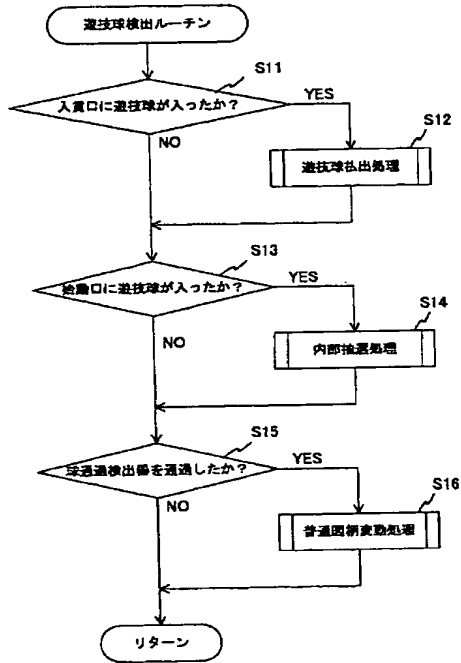 遊技球検出ルーチン
S11
入賞口に遊技球が入ったか?
YES
NO
S12
遊技球払出処理
S13
始動口に遊技球が入ったか?
YES
NO
S14
内部抽選処理
S15
球通過検出器を通過したか?
YES
NO
S16
普通図柄変動処理
リターン